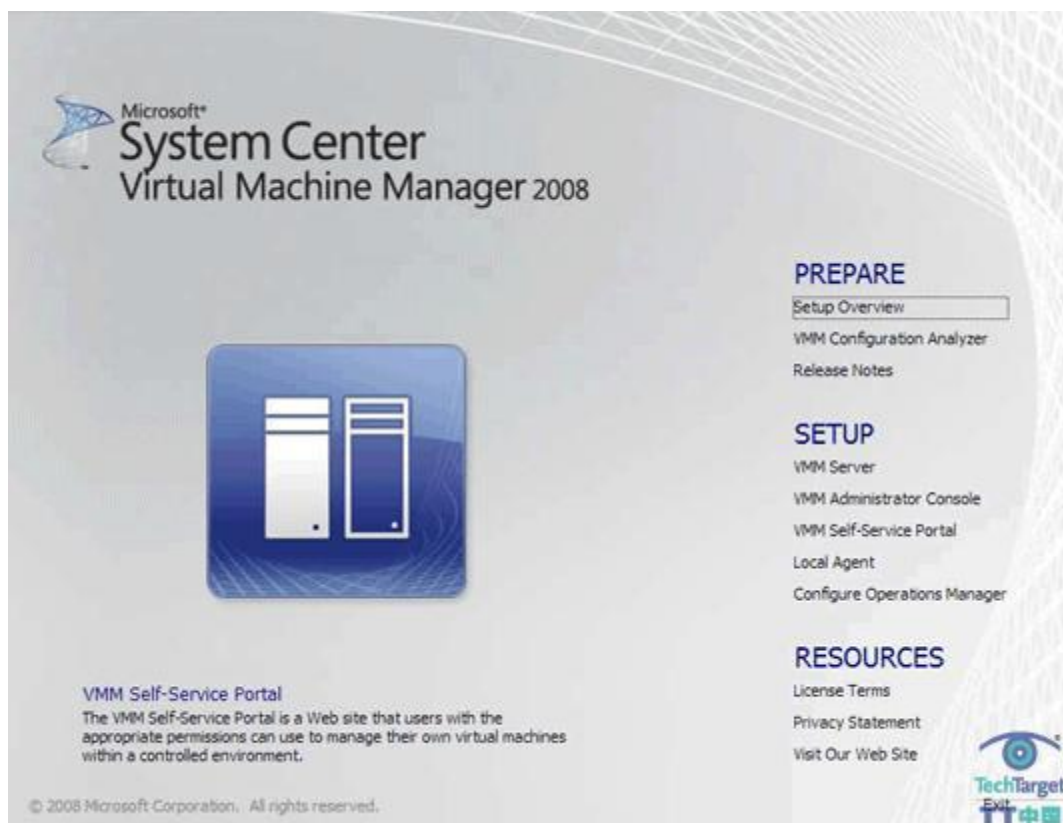 Microsoft®
System Center
Virtual Machine Manager 2008
PREPARE
Setup Overview
VMM Configuration Analyzer
Release Notes
SETUP
VMM Server
VMM Administrator Console
VMM Self-Service Portal
Local Agent
Configure Operations Manager
RESOURCES
License Terms
Privacy Statement
Visit Our Web Site
VMM Self-Service Portal
The VMM Self-Service Portal is a Web site that users with the
appropriate permissions can use to manage their own virtual machines
within a controlled environment.
© 2008 Microsoft Corporation. All rights reserved.
TechTarget
Exit
TT中国